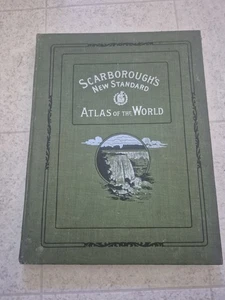 SCARBOROUGH'S
NEW STANDARD
ATLAS OF THE WORLD